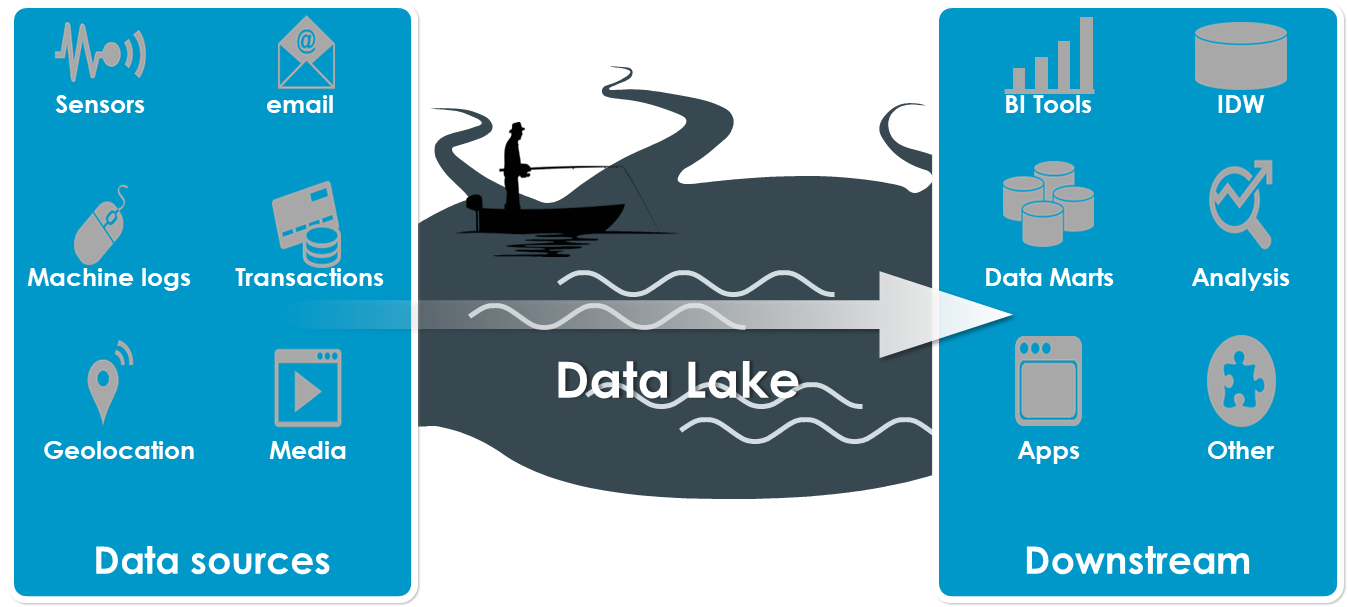 Sensors
email
Machine logs
Transactions
Geolocation
Media
Data sources
Data Lake
BI Tools
IDW
Data Marts
Analysis
Apps
Other
Downstream
@